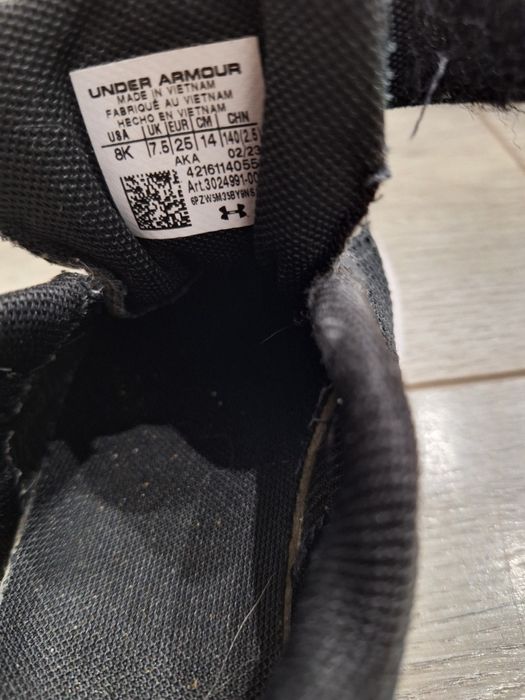 UNDER ARMOUR
MADE IN VIETNAM
FABRIQUÉ AU VIETNAM
HECHO EN VIETNAM
USA UK EUR CM CHN
8K 7.5 25 14 140 2.5
AKA 02/23
42161140554
Art.3024991-00